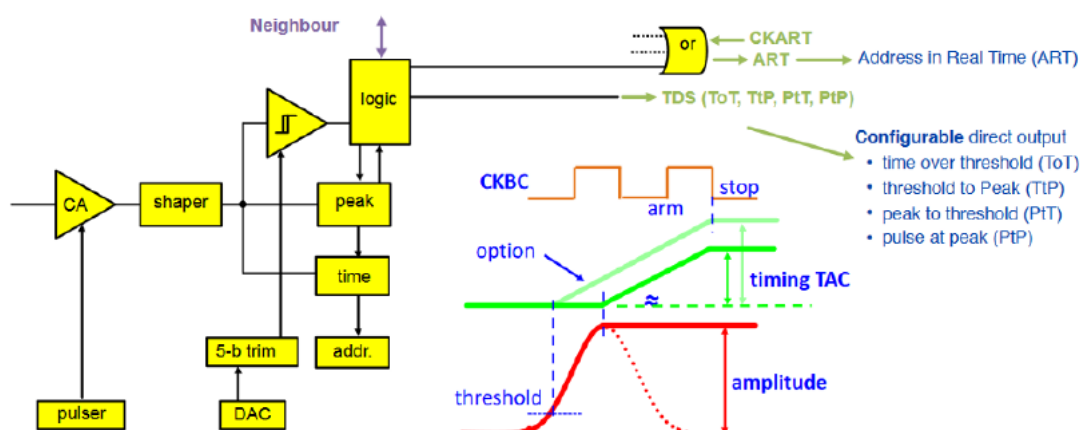 Neighbour
or
CKART
ART
Address in Real Time (ART)
logic
TDS (ToT, TtP, PtT, PtP)
Configurable direct output
• time over threshold (ToT)
• threshold to Peak (TtP)
• peak to threshold (PtT)
• pulse at peak (PtP)
CKBC
stop
arm
CA
shaper
peak
option
time
timing TAC
≈
5-b trim
addr.
amplitude
threshold
pulser
DAC